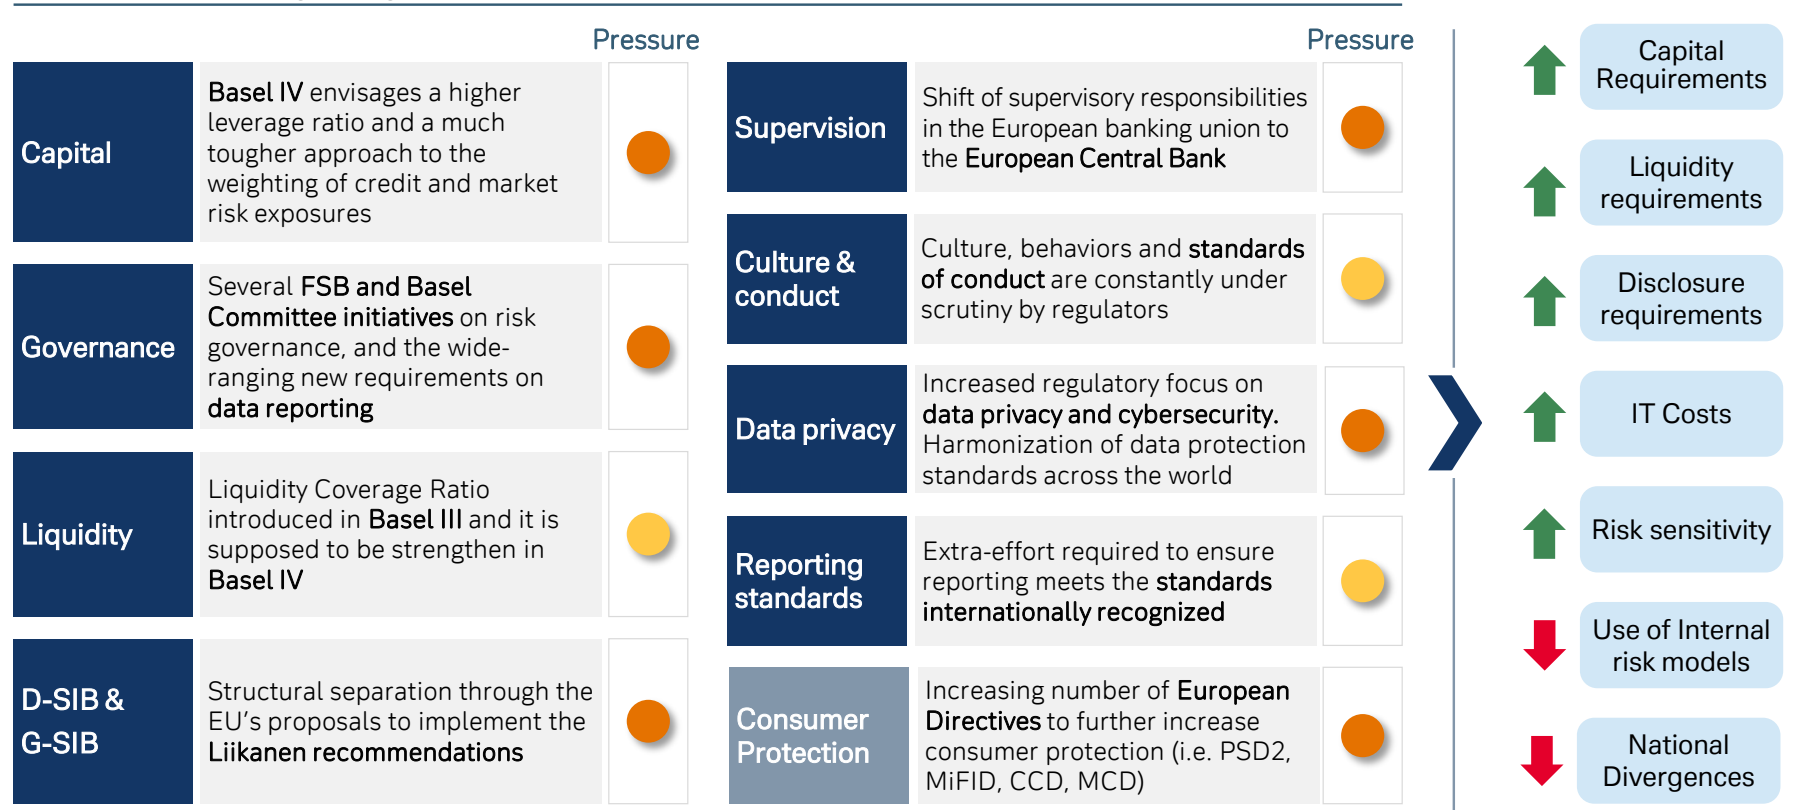 Pressure
Capital
Basel IV envisages a higher
leverage ratio and a much
tougher approach to the
weighting of credit and market
risk exposures
Governance
Several FSB and Basel
Committee initiatives on risk
governance, and the wide-
ranging new requirements on
data reporting
Liquidity
Liquidity Coverage Ratio
introduced in Basel III and it is
supposed to be strengthen in
Basel IV
D-SIB &
G-SIB
Structural separation through the
EU's proposals to implement the
Liikanen recommendations
Pressure
Supervision
Shift of supervisory responsibilities
in the European banking union to
the European Central Bank
Culture &
conduct
Culture, behaviors and standards
of conduct are constantly under
scrutiny by regulators
Data privacy
Increased regulatory focus on
data privacy and cybersecurity.
Harmonization of data protection
standards across the world
Reporting
standards
Extra-effort required to ensure
reporting meets the standards
internationally recognized
Consumer
Protection
Increasing number of European
Directives to further increase
consumer protection (i.e. PSD2,
MiFID, CCD, MCD)
Capital
Requirements
Liquidity
requirements
Disclosure
requirements
IT Costs
Risk sensitivity
Use of Internal
risk models
National
Divergences